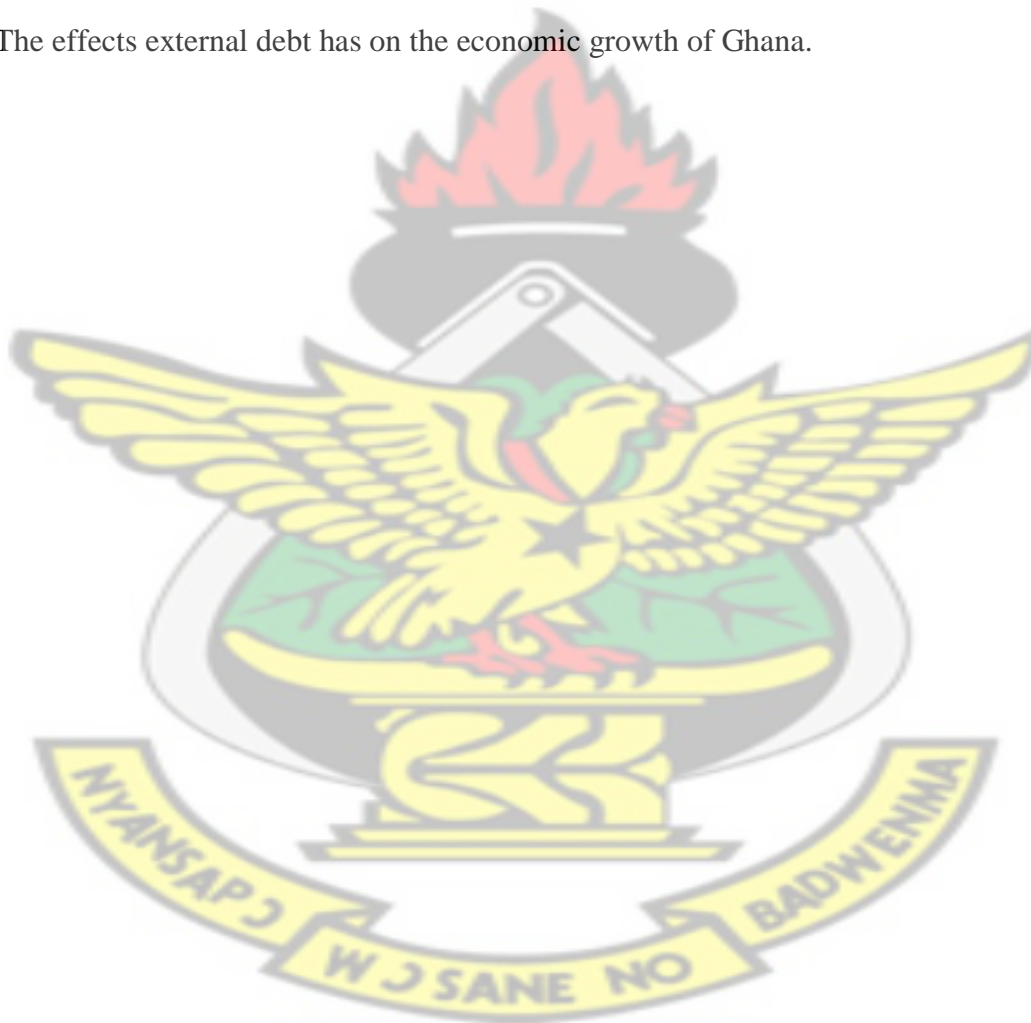 The effects external debt has on the economic growth of Ghana.
NYANSAPƆ
WƆSANE NO
BADWENMA